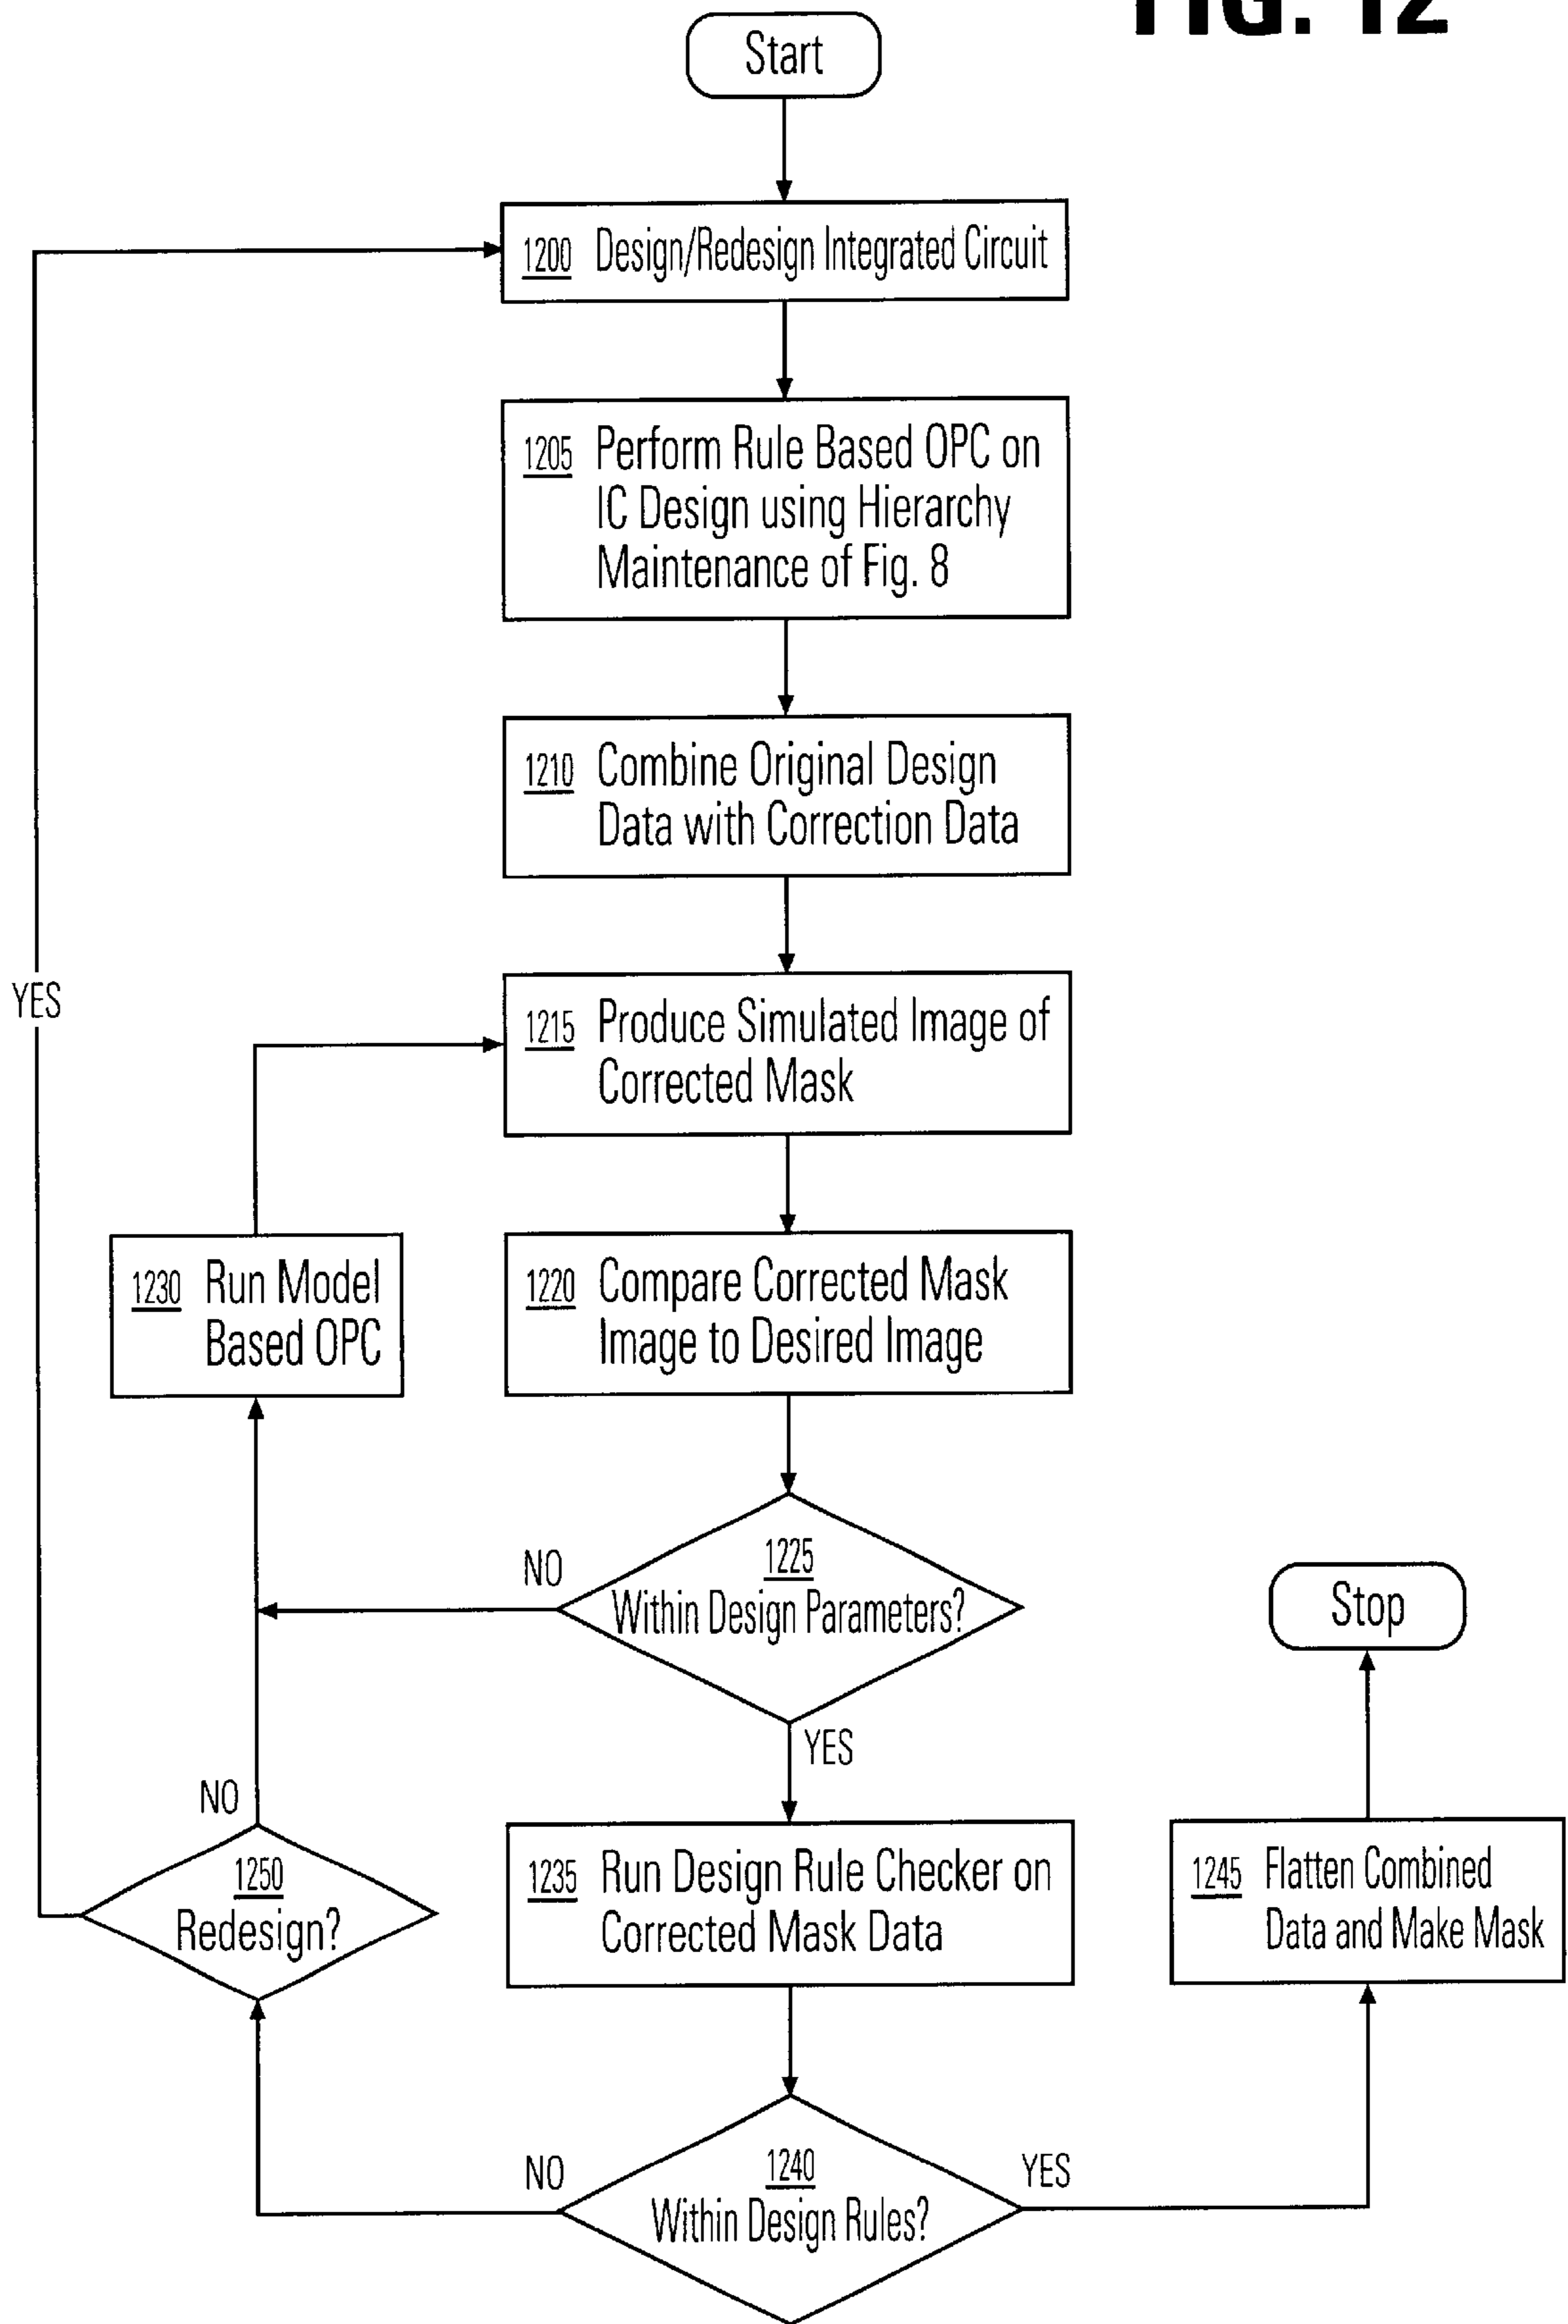 FIG. 12
Start
1200 Design/Redesign Integrated Circuit
1205 Perform Rule Based OPC on
IC Design using Hierarchy
Maintenance of Fig. 8
1210 Combine Original Design
Data with Correction Data
YES
1215 Produce Simulated Image of
Corrected Mask
1230 Run Model
Based OPC
1220 Compare Corrected Mask
Image to Desired Image
NO
1225
Within Design Parameters?
Stop
YES
NO
1250
Redesign?
1235 Run Design Rule Checker on
Corrected Mask Data
1245 Flatten Combined
Data and Make Mask
NO
1240
Within Design Rules?
YES